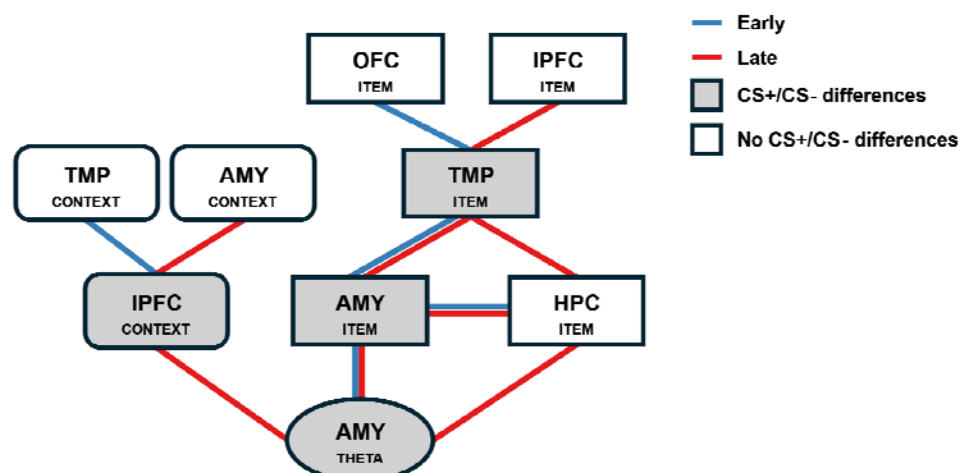 OFC
ITEM
lPFC
ITEM
Early
Late
CS+/CS- differences
No CS+/CS- differences
TMP
CONTEXT
AMY
CONTEXT
TMP
ITEM
lPFC
CONTEXT
AMY
ITEM
HPC
ITEM
AMY
THETA